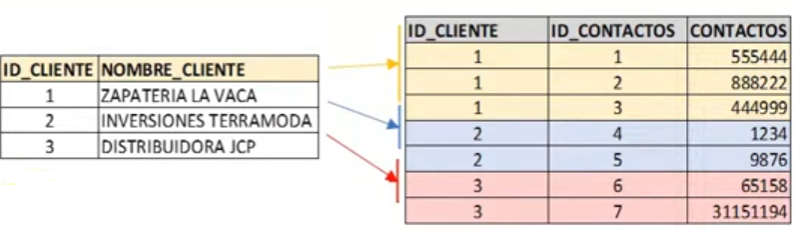 ID_CLIENTE NOMBRE_CLIENTE
1 ZAPATERIA LA VACA
2 INVERSIONES TERRAMODA
3 DISTRIBUIDORA JCP
ID_CLIENTE ID_CONTACTOS CONTACTOS
1 1 555444
1 2 888222
1 3 444999
2 4 1234
2 5 9876
3 6 65158
3 7 31151194